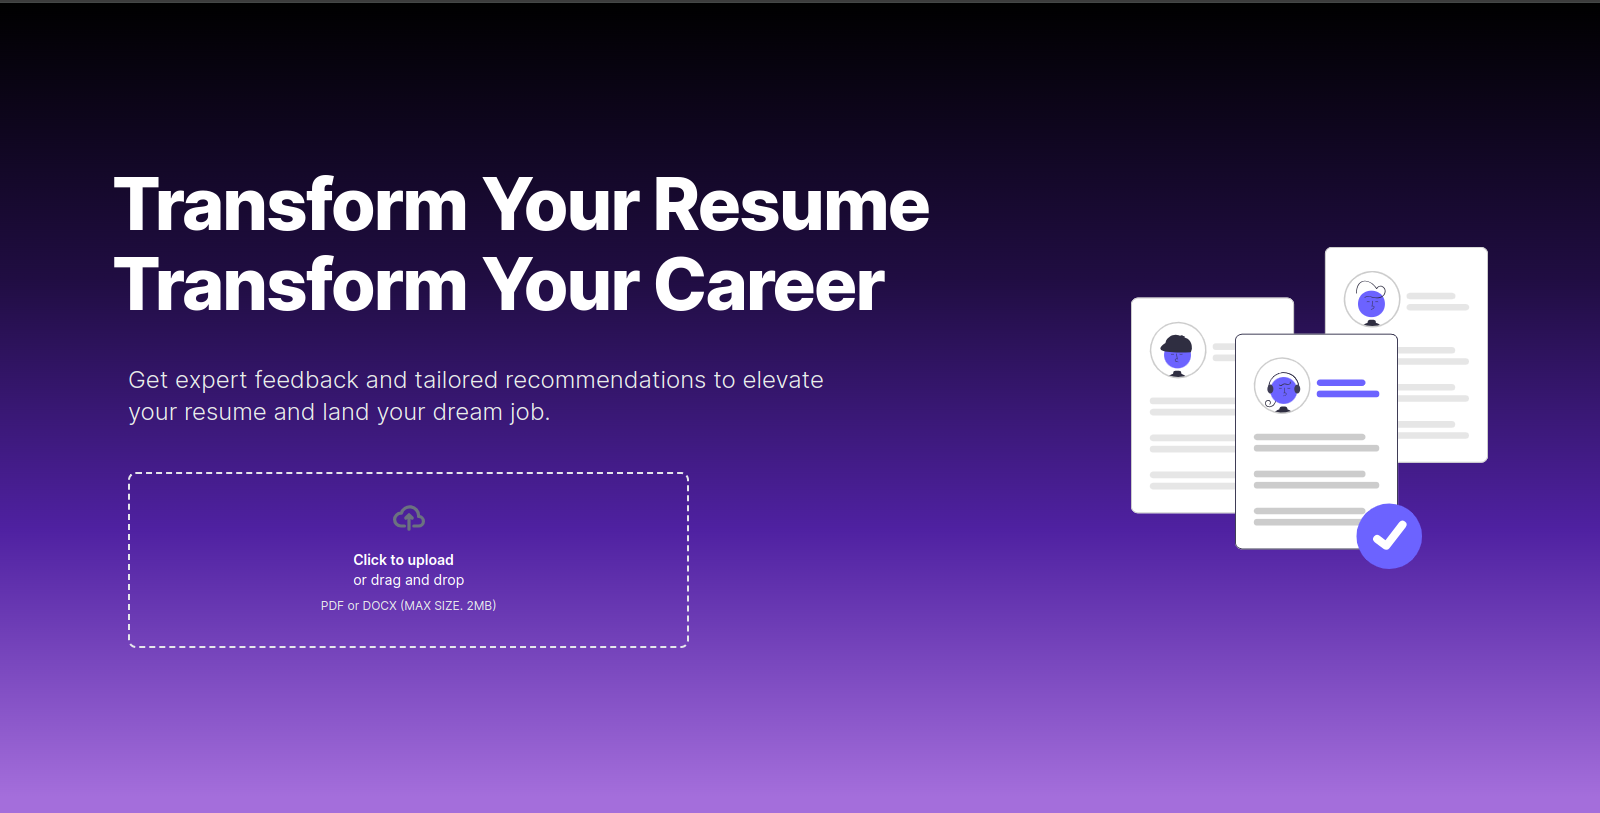 Transform Your Resume
Transform Your Career
Get expert feedback and tailored recommendations to elevate
your resume and land your dream job.
Click to upload
or drag and drop
PDF or DOCX (MAX SIZE. 2MB)